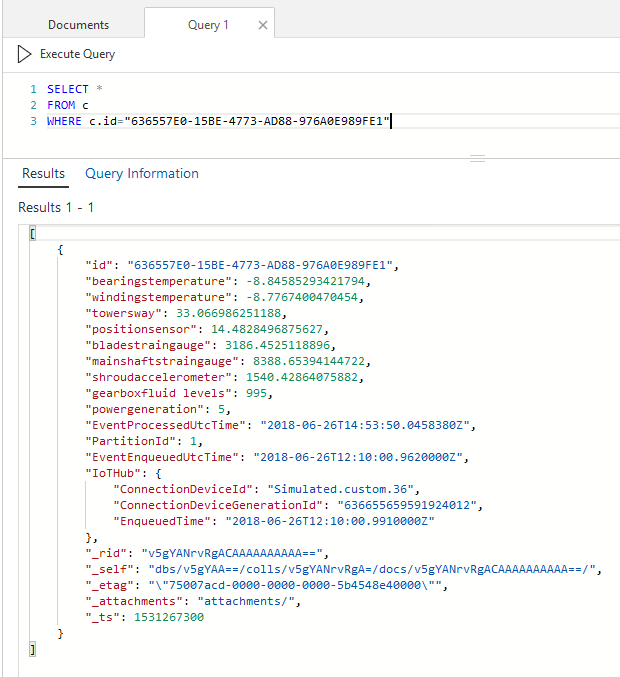 Documents
Query 1
Execute Query
1 SELECT *
2 FROM c
3 WHERE c.id="636557E0-15BE-4773-AD88-976A0E989FE1"
Results Query Information
Results 1 - 1
[
{
"id": "636557E0-15BE-4773-AD88-976A0E989FE1",
"bearingstemperature": -8.84585293421794,
"windingstemperature": -8.7767400470454,
"towersway": 33.066986251188,
"positionsensor": 14.4828496875627,
"bladestraingauge": 3186.4525118896,
"mainshaftstraingauge": 8388.65394144722,
"shroudaccelerometer": 1540.42864075882,
"gearboxfluid levels": 995,
"powergeneration": 5,
"EventProcessedUtcTime": "2018-06-26T14:53:50.0458380Z",
"PartitionId": 1,
"EventEnqueuedUtcTime": "2018-06-26T12:10:00.9620000Z",
"IoTHub": {
"ConnectionDeviceId": "Simulated.custom.36",
"ConnectionDeviceGenerationId": "636655659591924012",
"EnqueuedTime": "2018-06-26T12:10:00.9910000Z"
},
"_rid": "v5gYANrvRgACAAAAAAAAAA==",
"_self": "dbs/v5gYAA==/colls/v5gYANrvRgA=/docs/v5gYANrvRgACAAAAAAAAAA==/",
"_etag": "\"75007acd-0000-0000-0000-5b4548e40000\"",
"_attachments": "attachments/",
"_ts": 1531267300
}
]